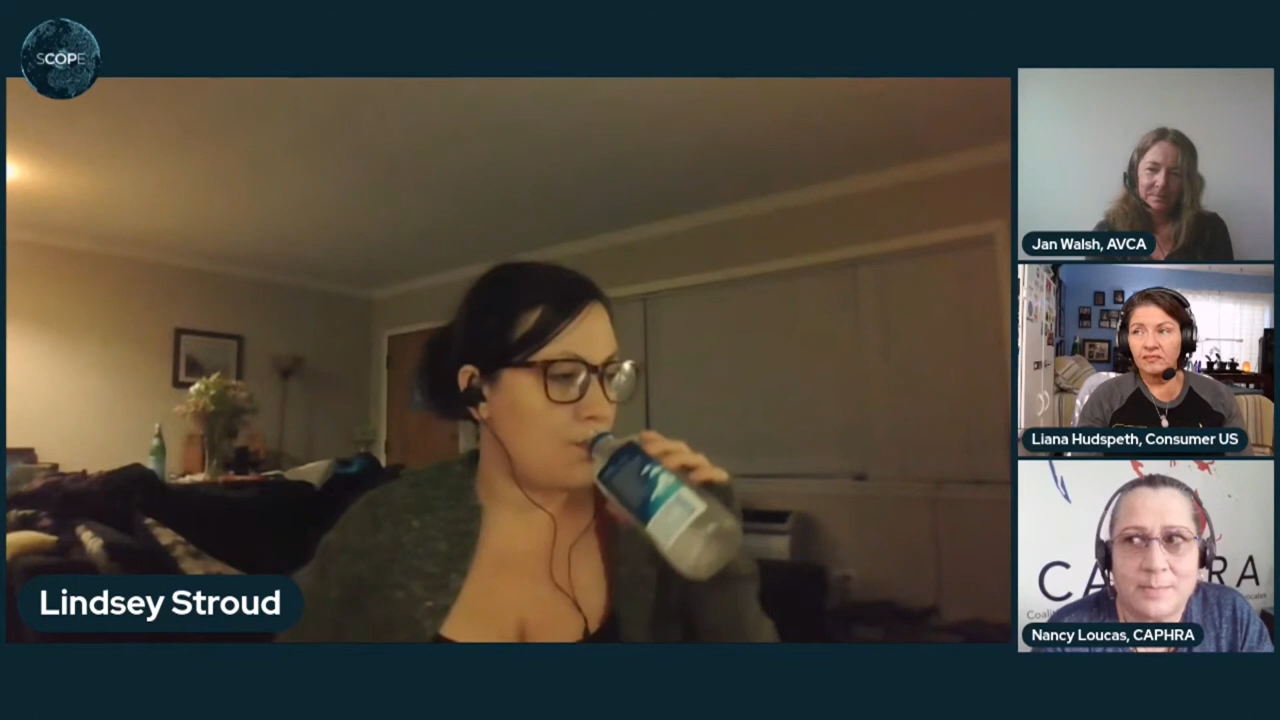 SCOPE
Lindsey Stroud
Jan Walsh, AVCA
Liana Hudspeth, Consumer US
CA RA
Nancy Loucas, CAPHRA